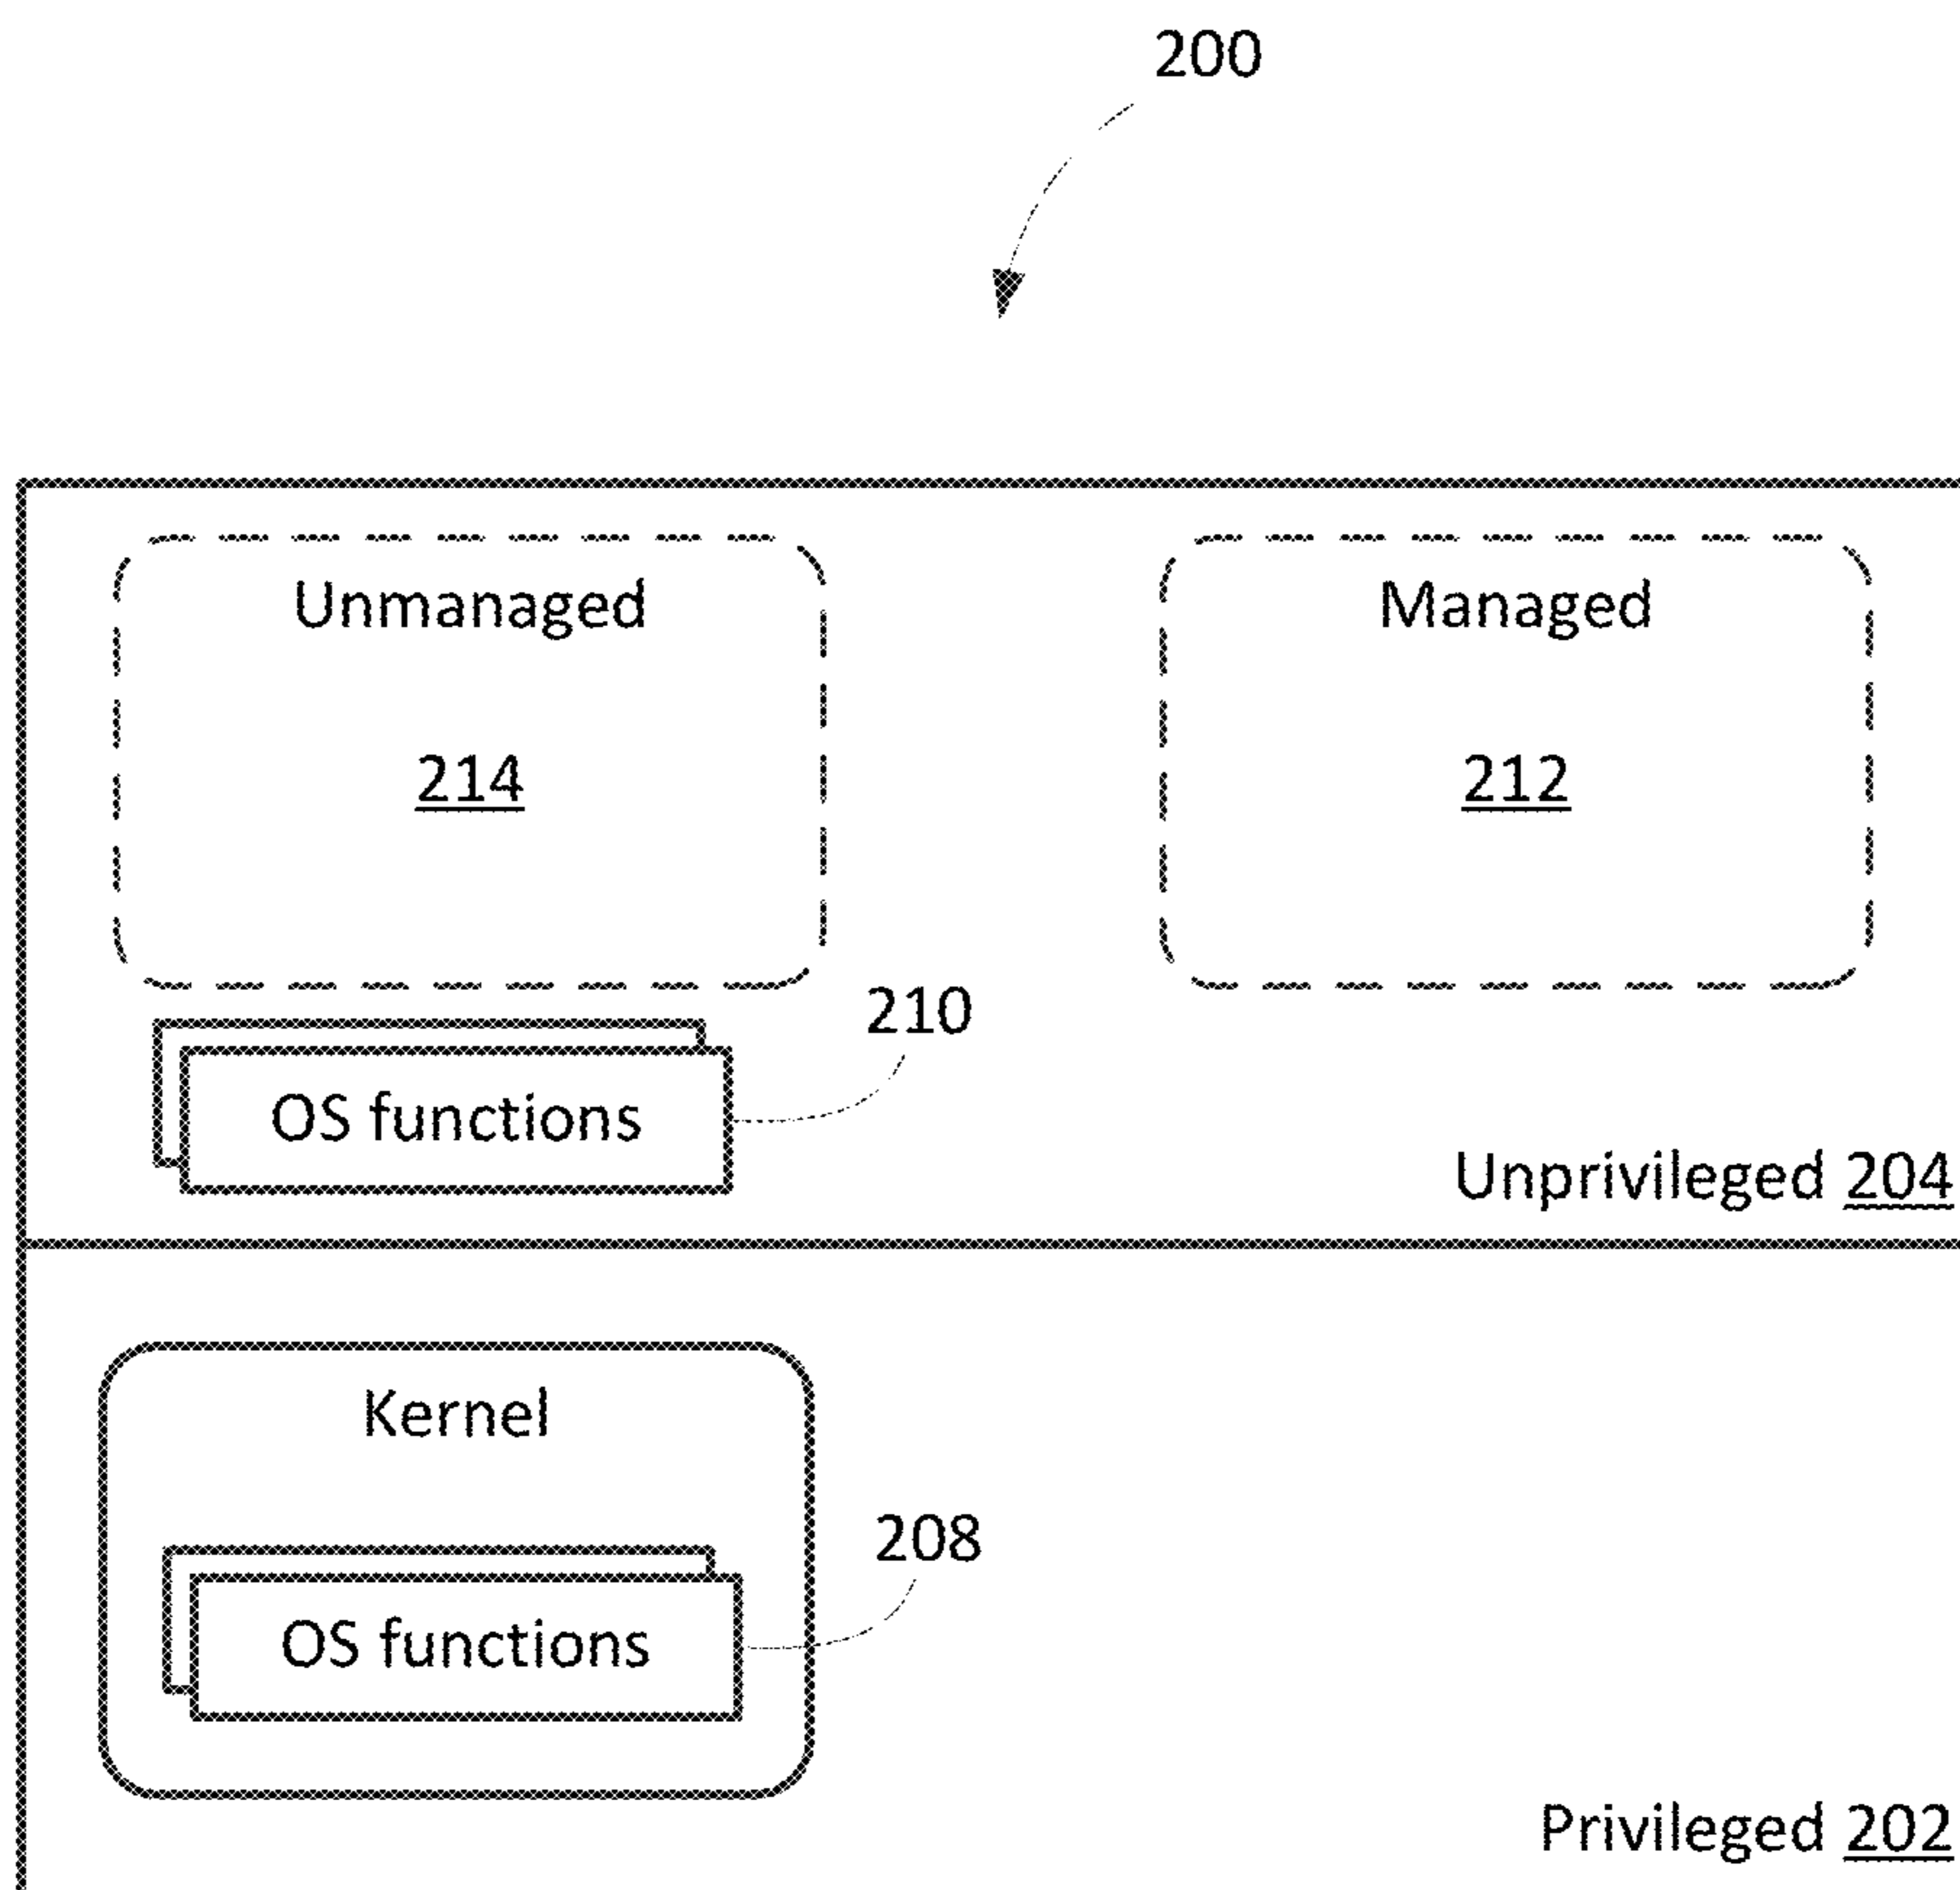 200
Unmanaged
Managed
214
212
210
OS functions
Unprivileged 204
Kernel
208
OS functions
Privileged 202